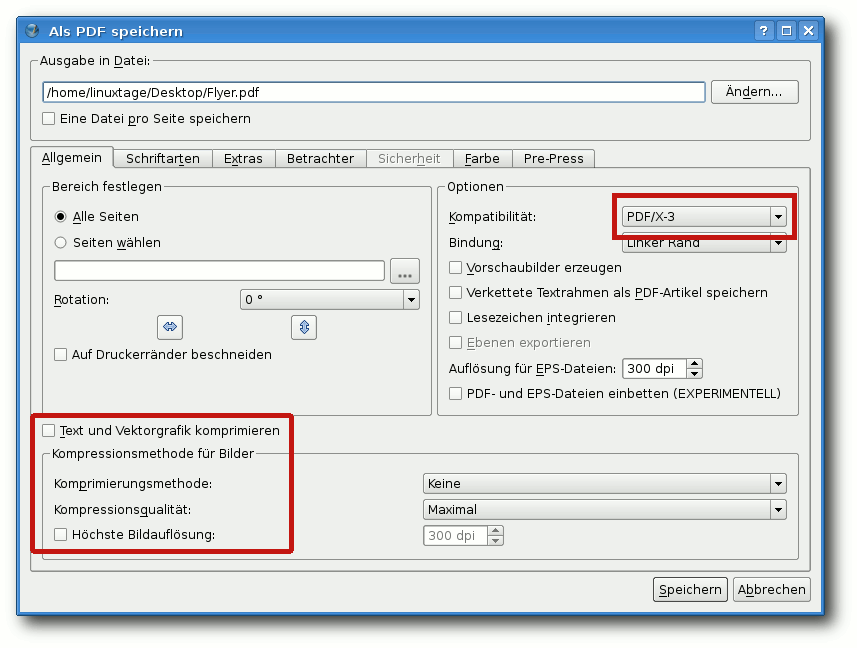 Als PDF speichern
Ausgabe in Datei:
/home/linuxtage/Desktop/Flyer.pdf
Ändern...
Eine Datei pro Seite speichern
Allgemein Schriftarten Extras Betrachter Sicherheit Farbe Pre-Press
Bereich festlegen
Alle Seiten
Seiten wählen
...
Rotation: 0 °
Auf Druckerränder beschneiden
Optionen
Kompatibilität: PDF/X-3
Bindung: Linker Rand
Vorschaubilder erzeugen
Verkettete Textrahmen als PDF-Artikel speichern
Lesezeichen integrieren
Ebenen exportieren
Auflösung für EPS-Dateien: 300 dpi
PDF- und EPS-Dateien einbetten (EXPERIMENTELL)
Text und Vektorgrafik komprimieren
Kompressionsmethode für Bilder
Komprimierungsmethode: Keine
Kompressionsqualität: Maximal
Höchste Bildauflösung: 300 dpi
Speichern Abbrechen